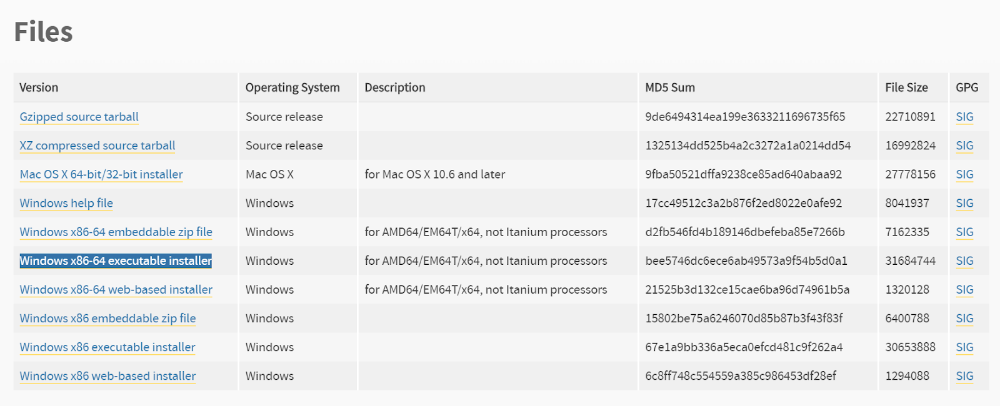 Files
Version Operating System Description MD5 Sum File Size GPG
Gzipped source tarball Source release 9de6494314ea199e3633211696735f65 22710891 SIG
XZ compressed source tarball Source release 1325134dd525b4a2c3272a1a0214dd54 16992824 SIG
Mac OS X 64-bit/32-bit installer Mac OS X for Mac OS X 10.6 and later 9fba50521dffa9238ce85ad640abaa92 27778156 SIG
Windows help file Windows 17cc49512c3a2b876f2ed8022e0afe92 8041937 SIG
Windows x86-64 embeddable zip file Windows for AMD64/EM64T/x64, not Itanium processors d2fb546fd4b189146dbefeba85e7266b 7162335 SIG
Windows x86-64 executable installer Windows for AMD64/EM64T/x64, not Itanium processors bee5746dc6ece6ab49573a9f54b5d0a1 31684744 SIG
Windows x86-64 web-based installer Windows for AMD64/EM64T/x64, not Itanium processors 21525b3d132ce15cae6ba96d74961b5a 1320128 SIG
Windows x86 embeddable zip file Windows 15802be75a6246070d85b87b3f43f83f 6400788 SIG
Windows x86 executable installer Windows 67e1a9bb336a5eca0efcd481c9f262a4 30653888 SIG
Windows x86 web-based installer Windows 6c8ff748c554559a385c986453df28ef 1294088 SIG